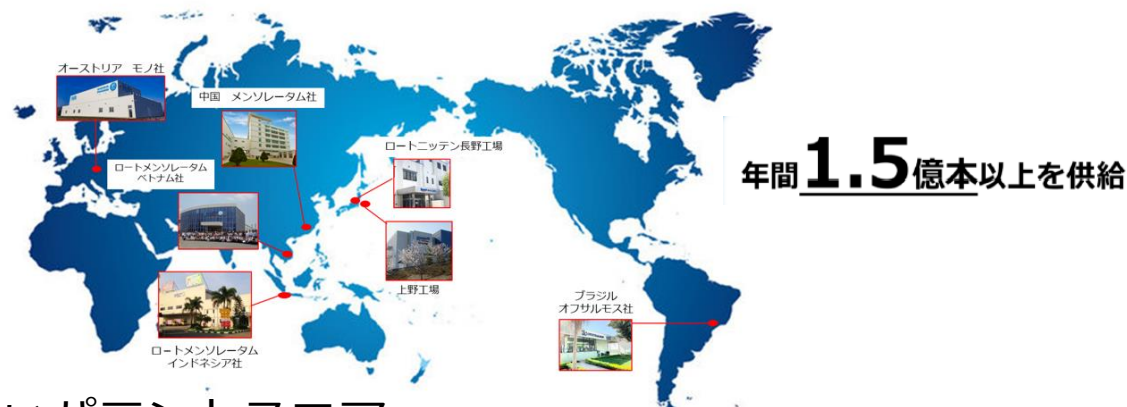 オーストリア　モノ社
中国　メンソレータム社
ロートニッテン長野工場
ロートメンソレータム
ベトナム社
年間1.5億本以上を供給
上野工場
ブラジル
オフサルモス社
ロートメンソレータム
インドネシア社